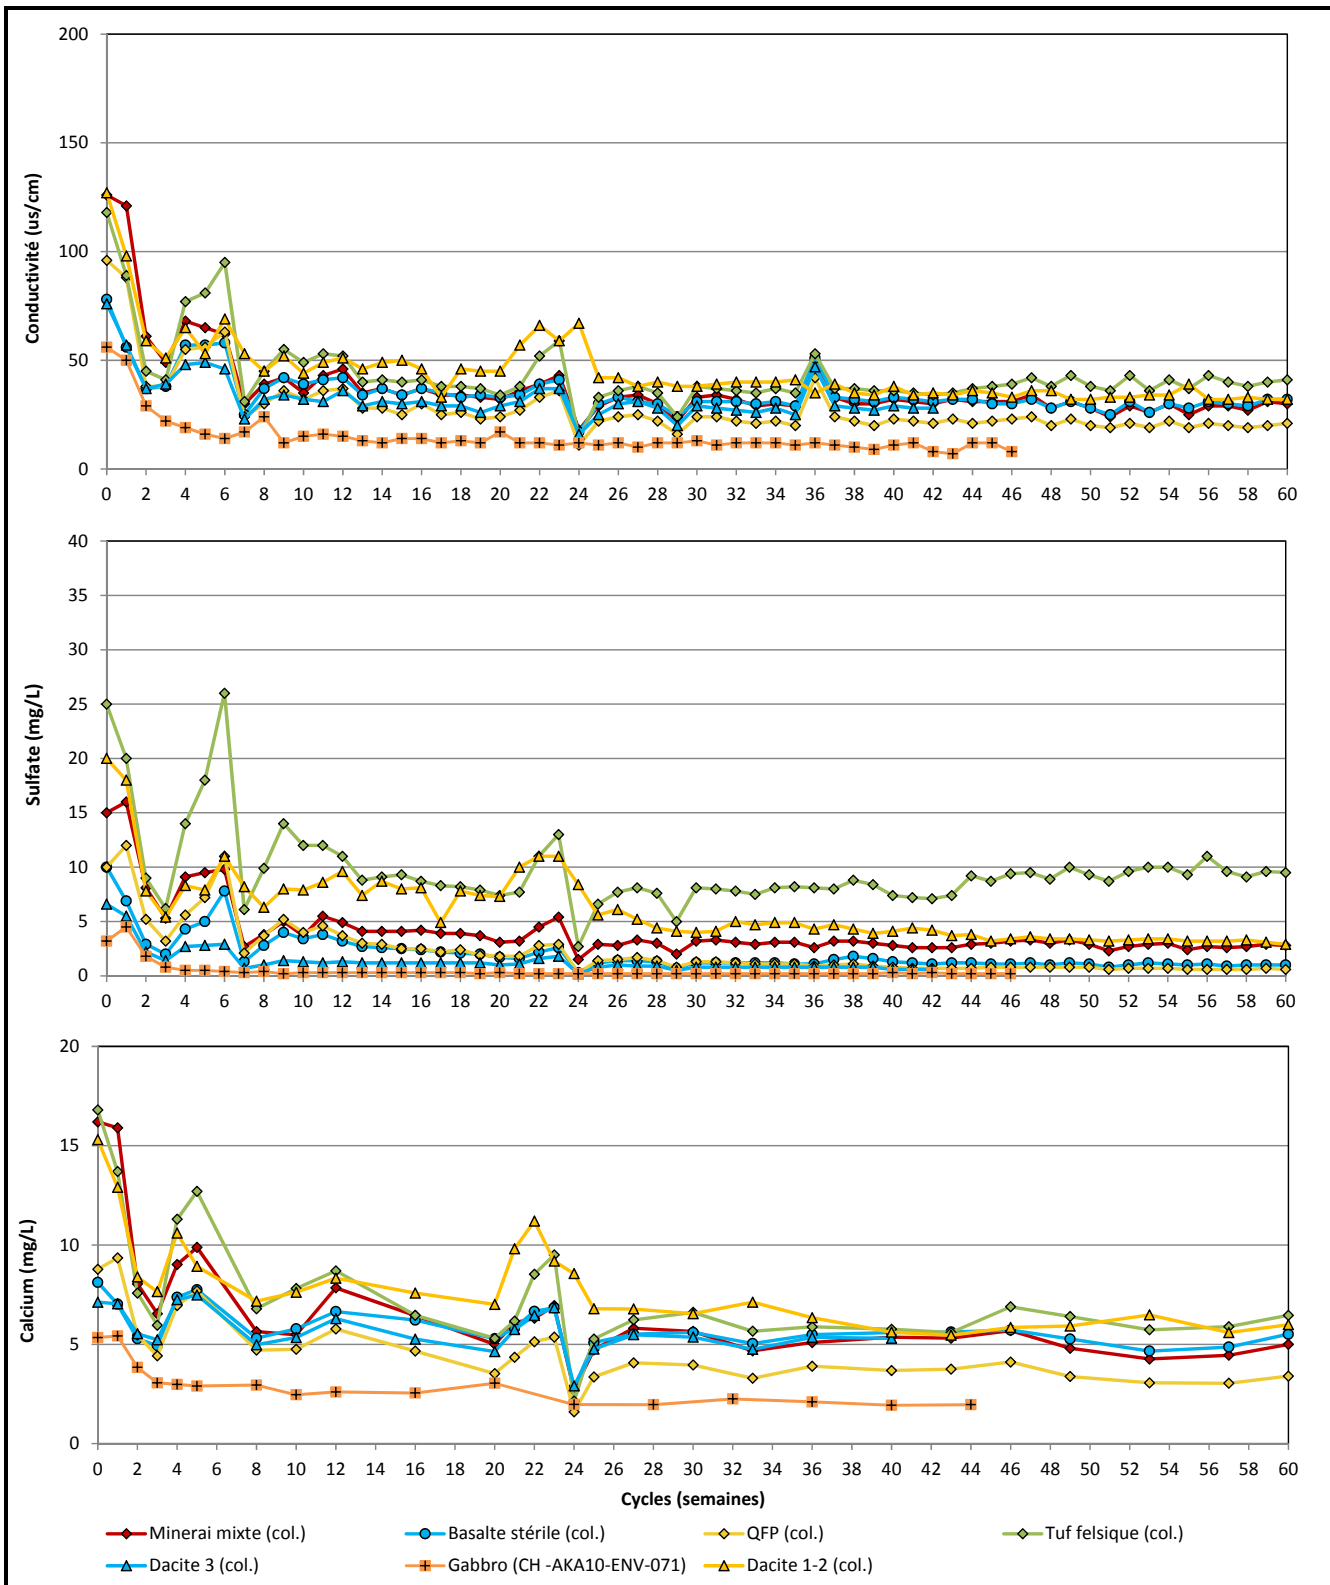 200
150
100
50
0
Conductivité (us/cm)
0 2 4 6 8 10 12 14 16 18 20 22 24 26 28 30 32 34 36 38 40 42 44 46 48 50 52 54 56 58 60
40
35
30
25
20
15
10
5
0
Sulfate (mg/L)
0 2 4 6 8 10 12 14 16 18 20 22 24 26 28 30 32 34 36 38 40 42 44 46 48 50 52 54 56 58 60
20
15
10
5
0
Calcium (mg/L)
0 2 4 6 8 10 12 14 16 18 20 22 24 26 28 30 32 34 36 38 40 42 44 46 48 50 52 54 56 58 60
Cycles (semaines)
Minerai mixte (col.) Basalte stérile (col.) QFP (col.) Tuf felsique (col.)
Dacite 3 (col.) Gabbro (CH -AKA10-ENV-071) Dacite 1-2 (col.)